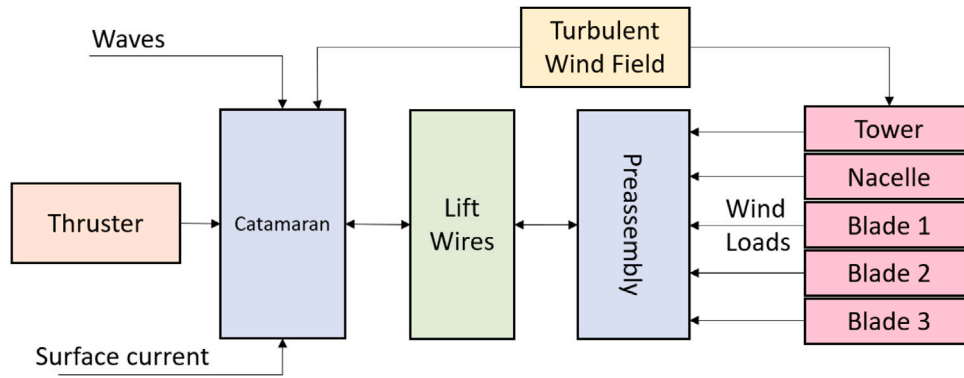 Waves
Turbulent
Wind Field
Thruster
Catamaran
Lift
Wires
Preassembly
Wind
Loads
Tower
Nacelle
Blade 1
Blade 2
Blade 3
Surface current